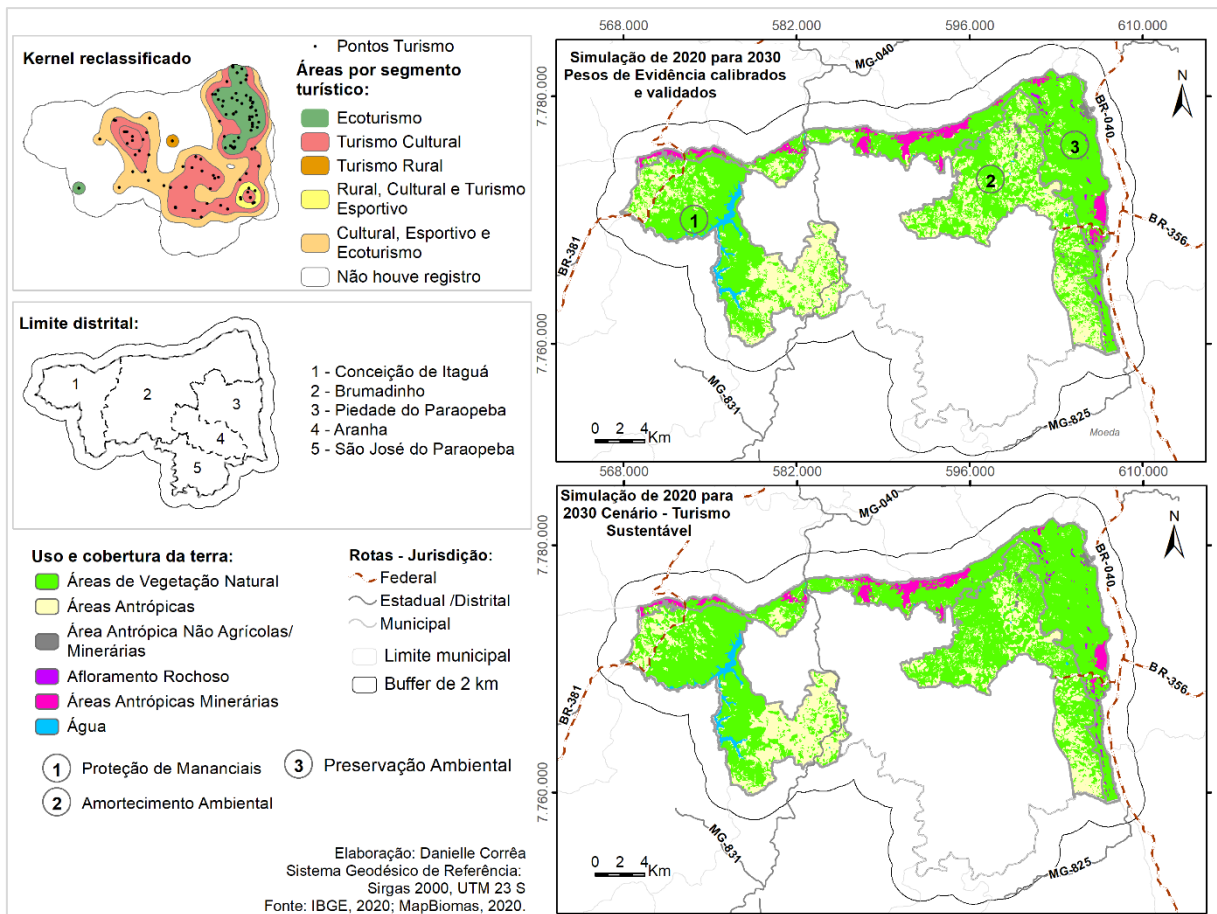 Kernel reclassificado
Pontos Turismo
Áreas por segmento
turístico:
Ecoturismo
Turismo Cultural
Turismo Rural
Rural, Cultural e Turismo
Esportivo
Cultural, Esportivo e
Ecoturismo
Não houve registro
Limite distrital:
1
2
3
4
5
1 - Conceição de Itaguá
2 - Brumadinho
3 - Piedade do Paraopeba
4 - Aranha
5 - São José do Paraopeba
Uso e cobertura da terra:
Áreas de Vegetação Natural
Áreas Antrópicas
Área Antrópica Não Agrícolas/
Minerárias
Afloramento Rochoso
Áreas Antrópicas Minerárias
Água
Rotas - Jurisdição:
Federal
Estadual /Distrital
Municipal
Limite municipal
Buffer de 2 km
1 Proteção de Mananciais
2 Amortecimento Ambiental
3 Preservação Ambiental
Elaboração: Danielle Corrêa
Sistema Geodésico de Referência:
Sirgas 2000, UTM 23 S
Fonte: IBGE, 2020; MapBiomas, 2020.
568.000 582.000 596.000 610.000
Simulação de 2020 para 2030
Pesos de Evidência calibrados
e validados
MG-040
N
BR-040
7.780.000
3
2
1
BR-381
BR-356
7.760.000
MG-831
MG-825
Moeda
0 2 4
Km
568.000 582.000 596.000 610.000
Simulação de 2020 para
2030 Cenário - Turismo
Sustentável
MG-040
N
BR-040
7.780.000
BR-381
BR-356
7.760.000
MG-831
MG-825
0 2 4
Km